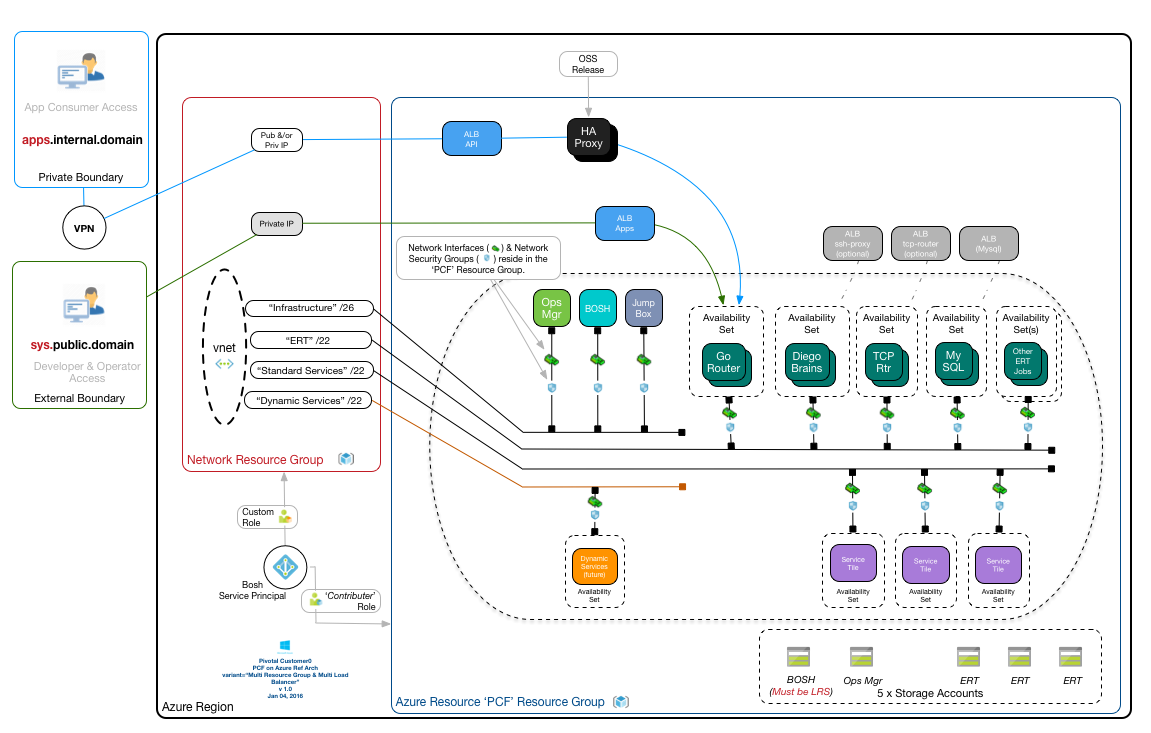 App Consumer Access
apps.internal.domain
Private Boundary
VPN
sys.public.domain
Developer & Operator
Access
External Boundary
OSS
Release
Pub &/or
Priv IP
ALB
API
HA
Proxy
Private IP
ALB
Apps
Network Interfaces ( ) & Network
Security Groups ( ) reside in the
'PCF' Resource Group.
ALB
ssh-proxy
(optional)
ALB
tcp-router
(optional)
ALB
(Mysql)
vnet
"Infrastructure" /26
"ERT" /22
"Standard Services" /22
"Dynamic Services" /22
Network Resource Group
Ops
Mgr
BOSH
Jump
Box
Availability
Set
Go
Router
Availability
Set
Diego
Brains
Availability
Set
TCP
Rtr
Availability
Set
My
SQL
Availability
Set(s)
Other
ERT
Jobs
Custom
Role
Bosh
Service Principal
'Contributer'
Role
Dynamic
Services
(future)
Availability
Set
Service
Tile
Availability
Set
Service
Tile
Availability
Set
Service
Tile
Availability
Set
Pivotal Customer0
PCF on Azure Ref Arch
variant="Multi Resource Group & Multi Load
Balancer"
v 1.0
Jan 04, 2016
BOSH
(Must be LRS)
Ops Mgr
ERT
ERT
ERT
5 x Storage Accounts
Azure Region
Azure Resource 'PCF' Resource Group